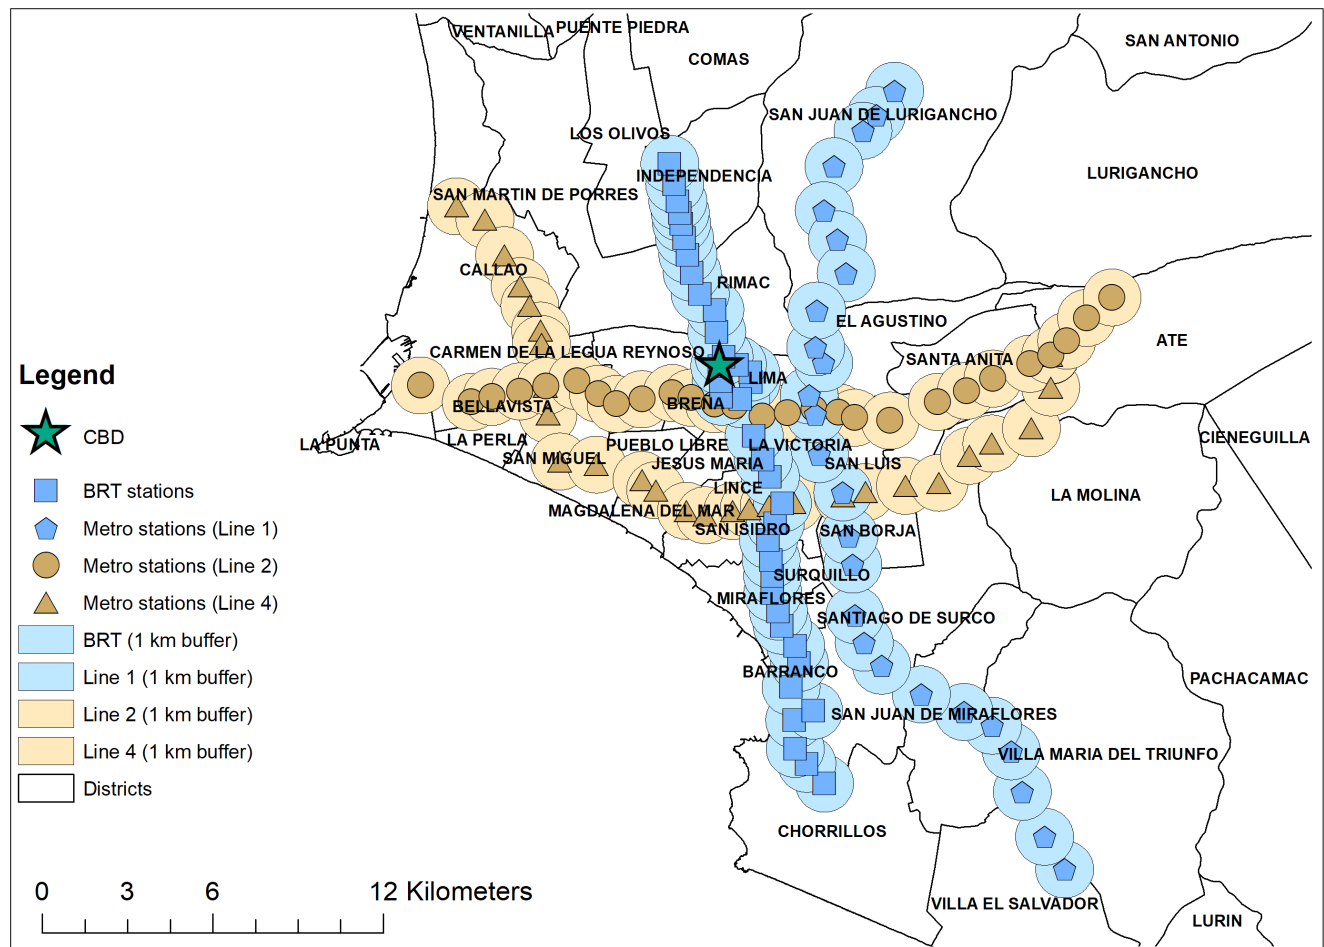 VENTANILLA
PUENTE PIEDRA
SAN ANTONIO
COMAS
SAN JUAN DE LURIGANCHO
LOS OLIVOS
INDEPENDENCIA
LURIGANCHO
SAN MARTIN DE PORRES
CALLAO
RIMAC
EL AGUSTINO
ATE
CARMEN DE LA LEGUA REYNOSO
SANTA ANITA
LIMA
BELLAVISTA
BREÑA
LA PUNTA
LA PERLA
PUEBLO LIBRE
LA VICTORIA
CIENEGUILLA
SAN MIGUEL
JESUS MARIA
SAN LUIS
LINCE
LA MOLINA
MAGDALENA DEL MAR
SAN ISIDRO
SAN BORJA
SURQUILLO
MIRAFLORES
SANTIAGO DE SURCO
BARRANCO
PACHACAMAC
SAN JUAN DE MIRAFLORES
VILLA MARIA DEL TRIUNFO
CHORRILLOS
VILLA EL SALVADOR
LURIN
Legend
CBD
BRT stations
Metro stations (Line 1)
Metro stations (Line 2)
Metro stations (Line 4)
BRT (1 km buffer)
Line 1 (1 km buffer)
Line 2 (1 km buffer)
Line 4 (1 km buffer)
Districts
0 3 6 12 Kilometers